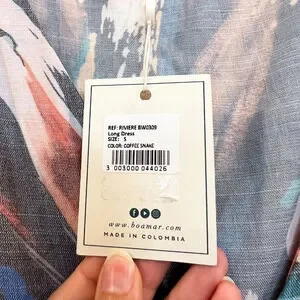 REF: RIVIERE BW0309
Long Dress
SIZE: S
COLOR: COFFEE SNAKE
3 003000 044026
www.boamar.com
MADE IN COLOMBIA